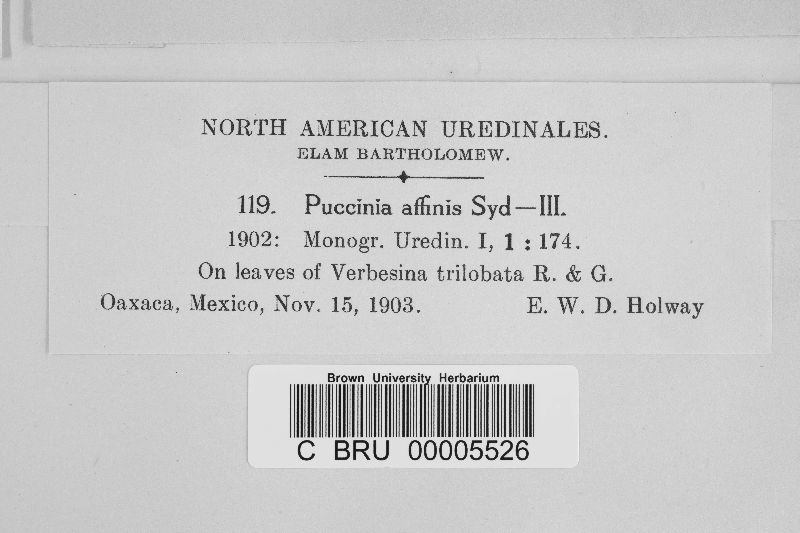 NORTH AMERICAN UREDINALES.
ELAM BARTHOLOMEW.
119. Puccinia affinis Syd—III.
1902: Monogr. Uredin. I, 1 : 174.
On leaves of Verbesina trilobata R. & G.
Oaxaca, Mexico, Nov. 15, 1903. E. W. D. Holway
Brown University Herbarium
C BRU 00005526